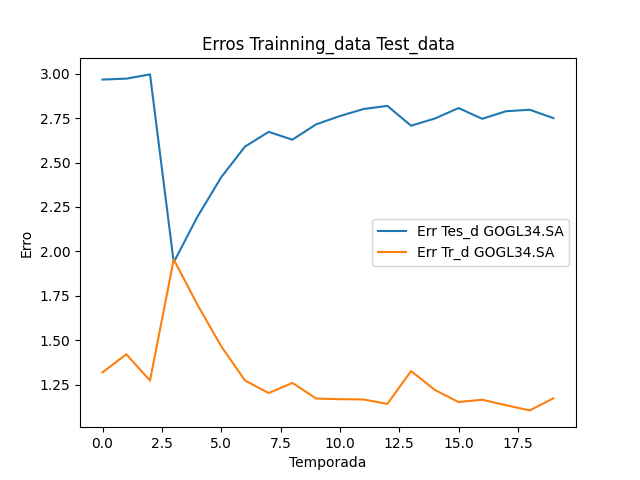 Erros Trainning_data Test_data
3.00
2.75
2.50
2.25
2.00
1.75
1.50
1.25
Erro
Err Tes_d GOGL34.SA
Err Tr_d GOGL34.SA
0.0 2.5 5.0 7.5 10.0 12.5 15.0 17.5
Temporada